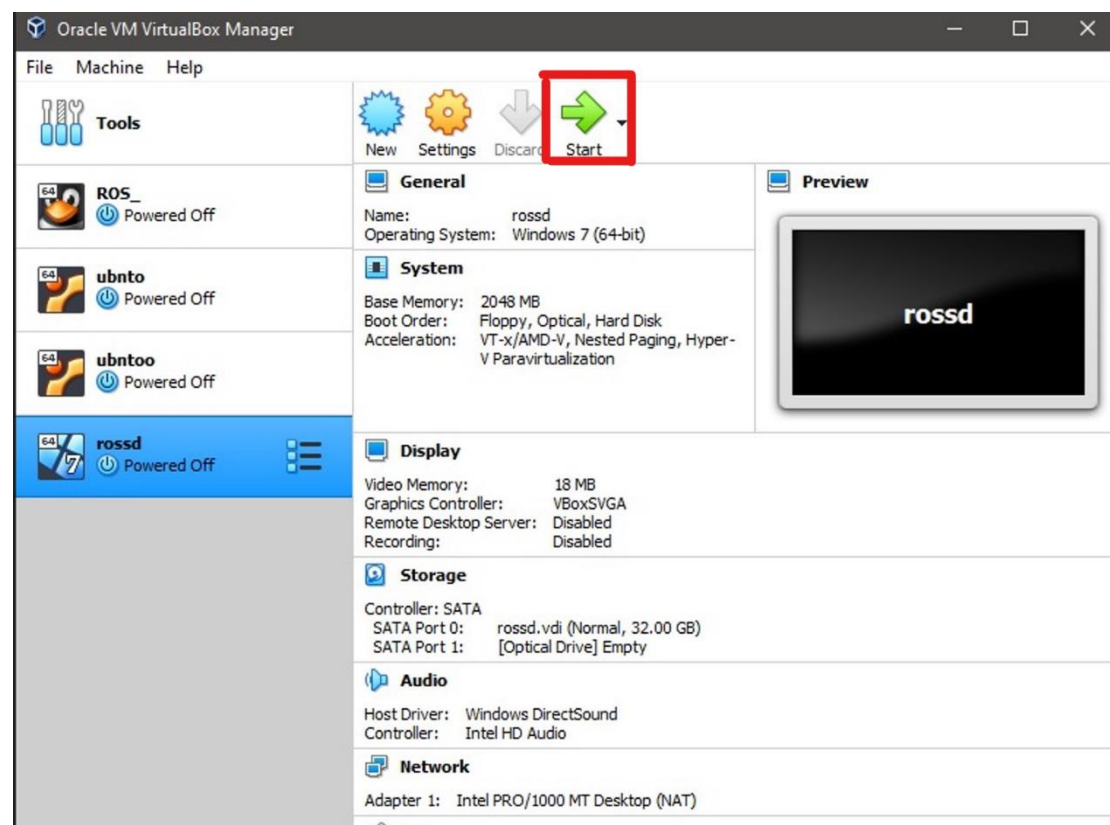 Oracle VM VirtualBox Manager
File Machine Help
Tools
New Settings Discard Start
64
ROS_
Powered Off
64
ubnto
Powered Off
64
ubntoo
Powered Off
64
7
rossd
Powered Off
General
Name: rossd
Operating System: Windows 7 (64-bit)
System
Base Memory: 2048 MB
Boot Order: Floppy, Optical, Hard Disk
Acceleration: VT-x/AMD-V, Nested Paging, Hyper-
V Paravirtualization
Preview
rossd
Display
Video Memory: 18 MB
Graphics Controller: VBoxSVGA
Remote Desktop Server: Disabled
Recording: Disabled
Storage
Controller: SATA
SATA Port 0: rossd.vdi (Normal, 32.00 GB)
SATA Port 1: [Optical Drive] Empty
Audio
Host Driver: Windows DirectSound
Controller: Intel HD Audio
Network
Adapter 1: Intel PRO/1000 MT Desktop (NAT)